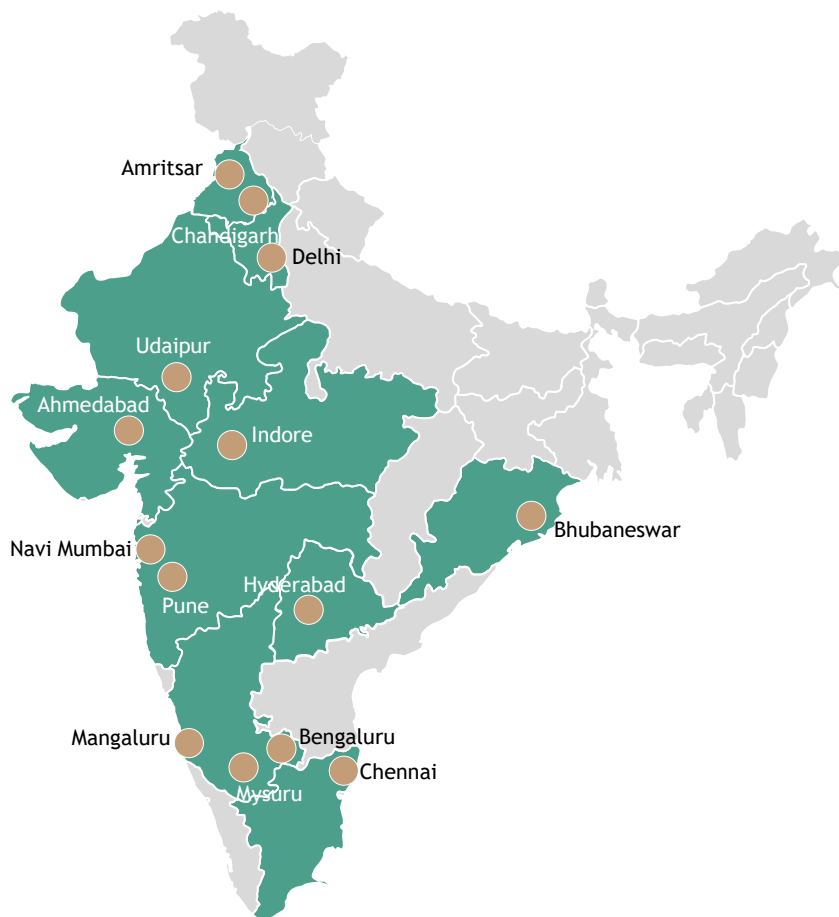 Amritsar
Chandigarh
Delhi
Udaipur
Ahmedabad
Indore
Bhubaneswar
Navi Mumbai
Hyderabad
Pune
Bengaluru
Mangaluru
Chennai
Mysuru